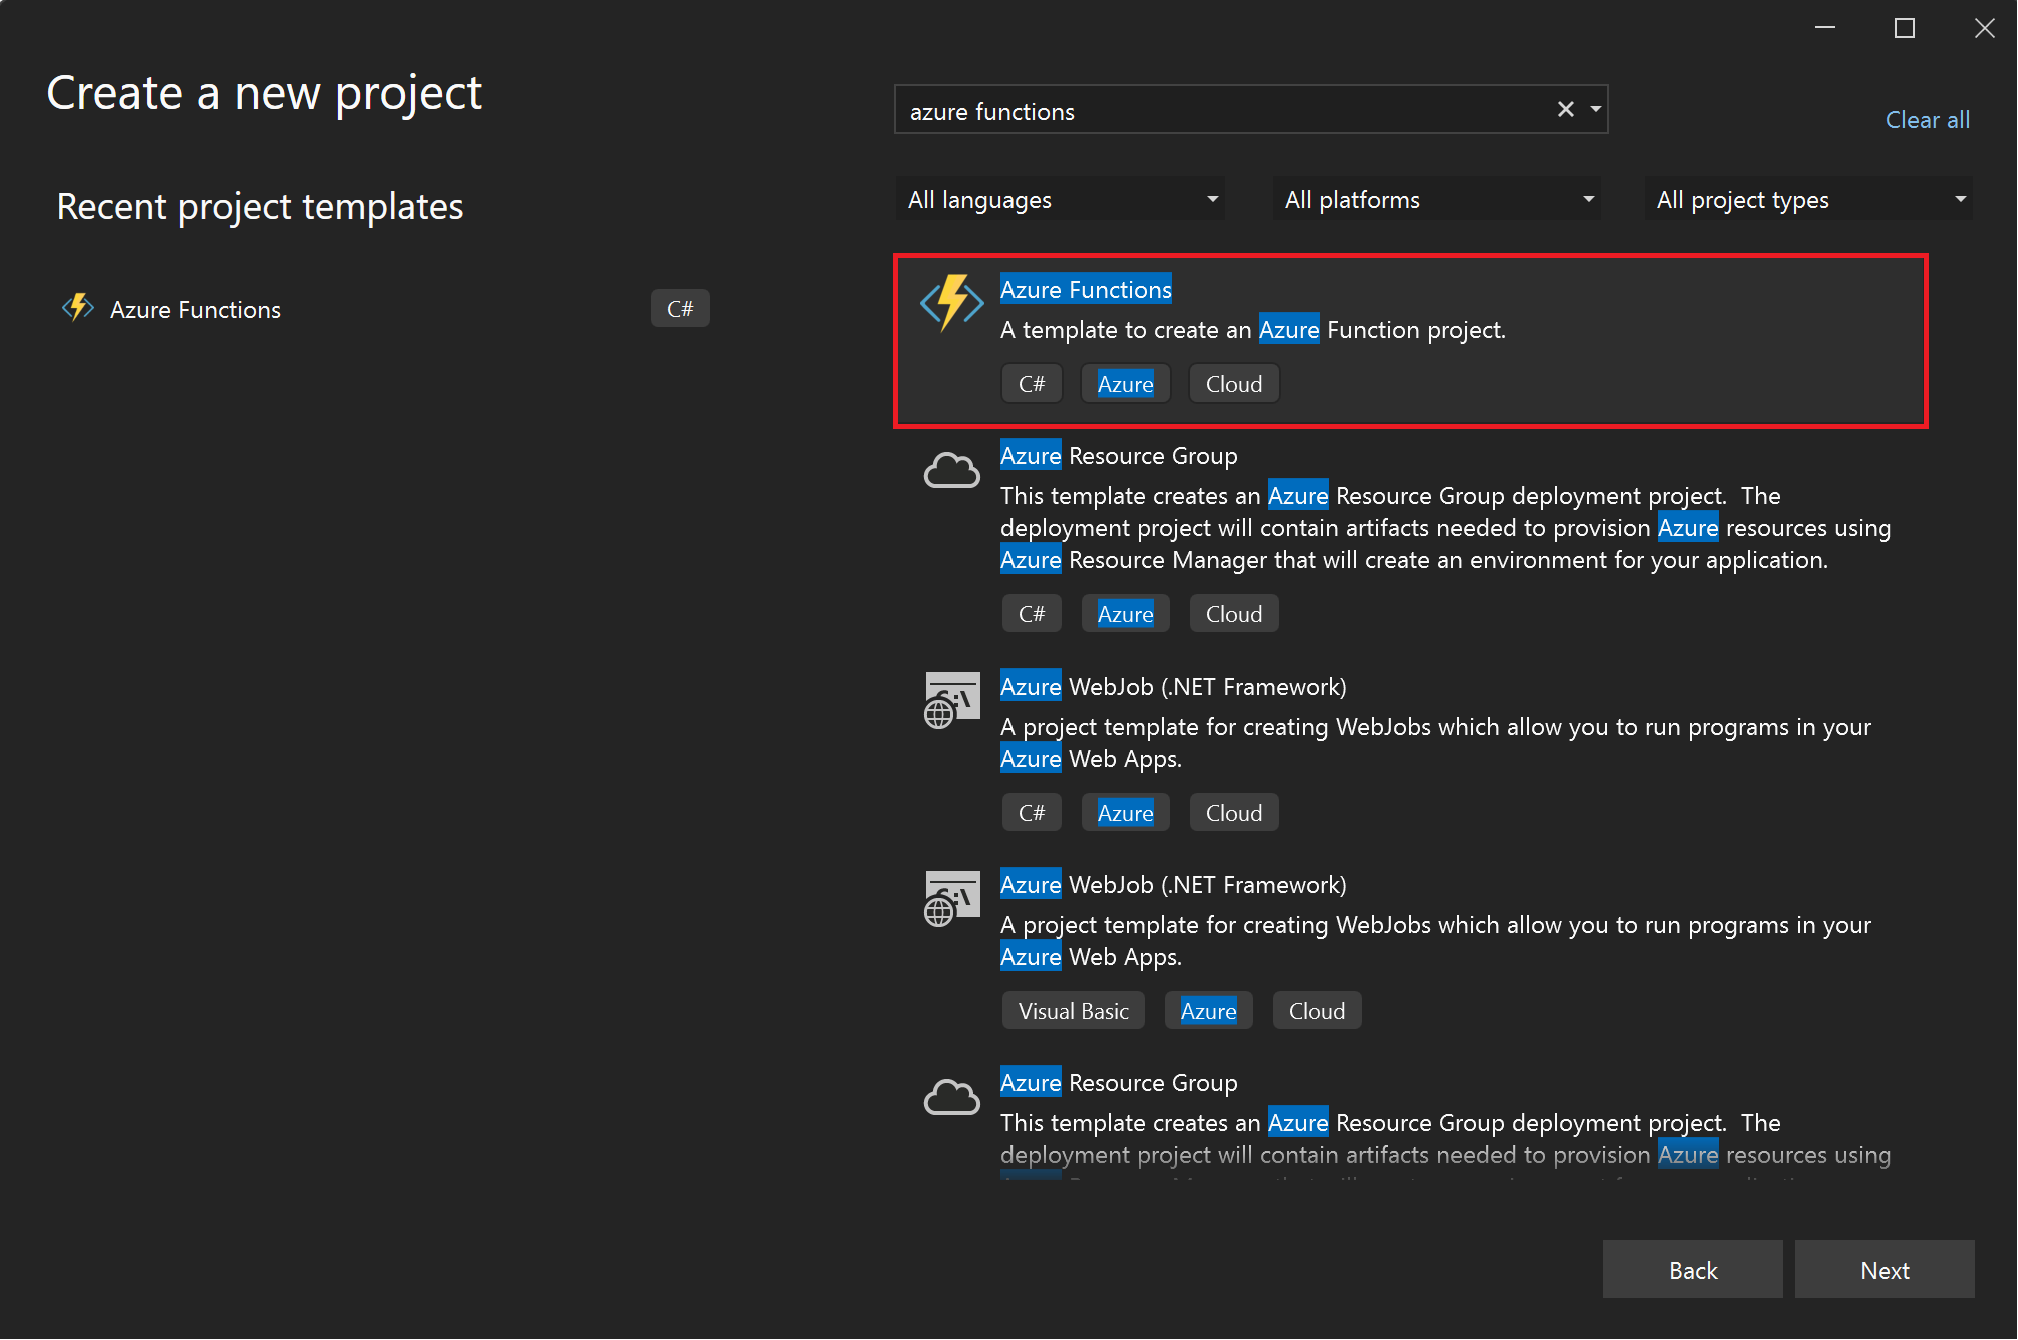 Create a new project
azure functions
Clear all
Recent project templates
All languages
All platforms
All project types
Azure Functions
C#
Azure Functions
A template to create an Azure Function project.
C# Azure Cloud
Azure Resource Group
This template creates an Azure Resource Group deployment project.  The
deployment project will contain artifacts needed to provision Azure resources using
Azure Resource Manager that will create an environment for your application.
C# Azure Cloud
Azure WebJob (.NET Framework)
A project template for creating WebJobs which allow you to run programs in your
Azure Web Apps.
C# Azure Cloud
Azure WebJob (.NET Framework)
A project template for creating WebJobs which allow you to run programs in your
Azure Web Apps.
Visual Basic Azure Cloud
Azure Resource Group
This template creates an Azure Resource Group deployment project.  The
deployment project will contain artifacts needed to provision Azure resources using
Back
Next